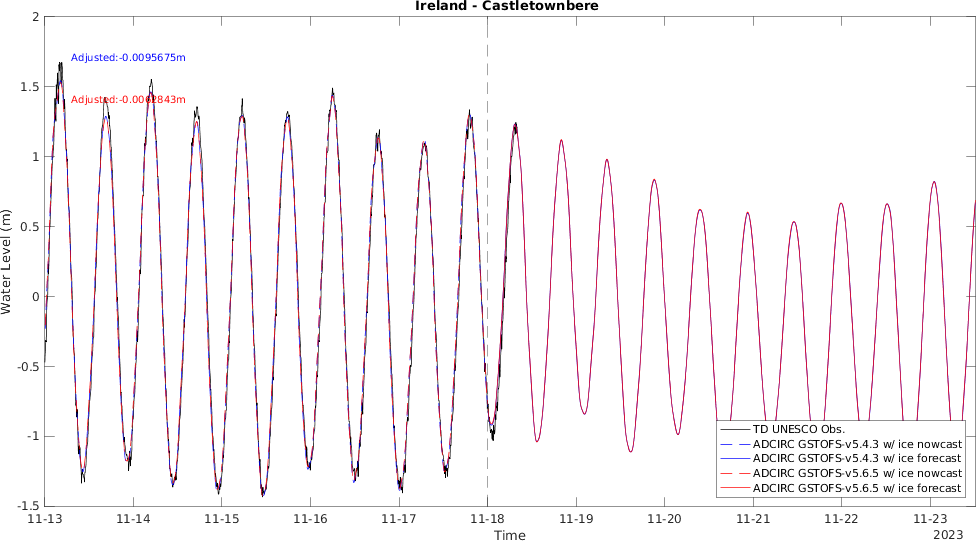 Ireland - Castletownbere
Water Level (m)
2
1.5
1
0.5
0
-0.5
-1
-1.5
Adjusted:-0.0095675m
Adjusted:-0.0062843m
TD UNESCO Obs.
ADCIRC GSTOFS-v5.4.3 w/ ice nowcast
ADCIRC GSTOFS-v5.4.3 w/ ice forecast
ADCIRC GSTOFS-v5.6.5 w/ ice nowcast
ADCIRC GSTOFS-v5.6.5 w/ ice forecast
11-13 11-14 11-15 11-16 11-17 11-18 11-19 11-20 11-21 11-22 11-23
Time
2023